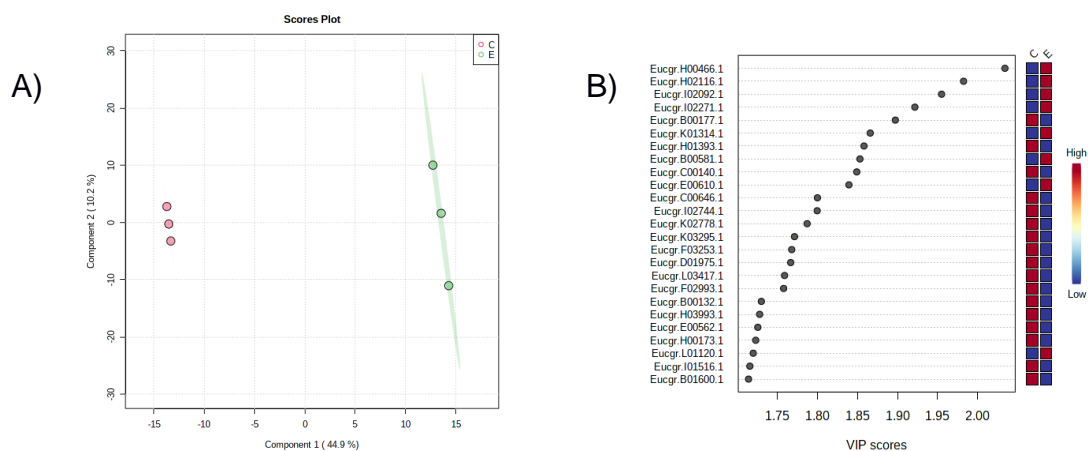 A)
Scores Plot
C
E
Component 2 ( 10.2 %)
30
20
10
0
-10
-20
-30
-15
-10
-5
0
5
10
15
Component 1 ( 44.9 %)
B)
C
E
Eucgr.H00466.1
Eucgr.H02116.1
Eucgr.I02092.1
Eucgr.I02271.1
Eucgr.B00177.1
Eucgr.K01314.1
Eucgr.H01393.1
Eucgr.B00581.1
Eucgr.C00140.1
Eucgr.E00610.1
Eucgr.C00646.1
Eucgr.I02744.1
Eucgr.K02778.1
Eucgr.K03295.1
Eucgr.F03253.1
Eucgr.D01975.1
Eucgr.L03417.1
Eucgr.F02993.1
Eucgr.B00132.1
Eucgr.H03993.1
Eucgr.E00562.1
Eucgr.H00173.1
Eucgr.L01120.1
Eucgr.I01516.1
Eucgr.B01600.1
1.75
1.80
1.85
1.90
1.95
2.00
VIP scores
High
Low